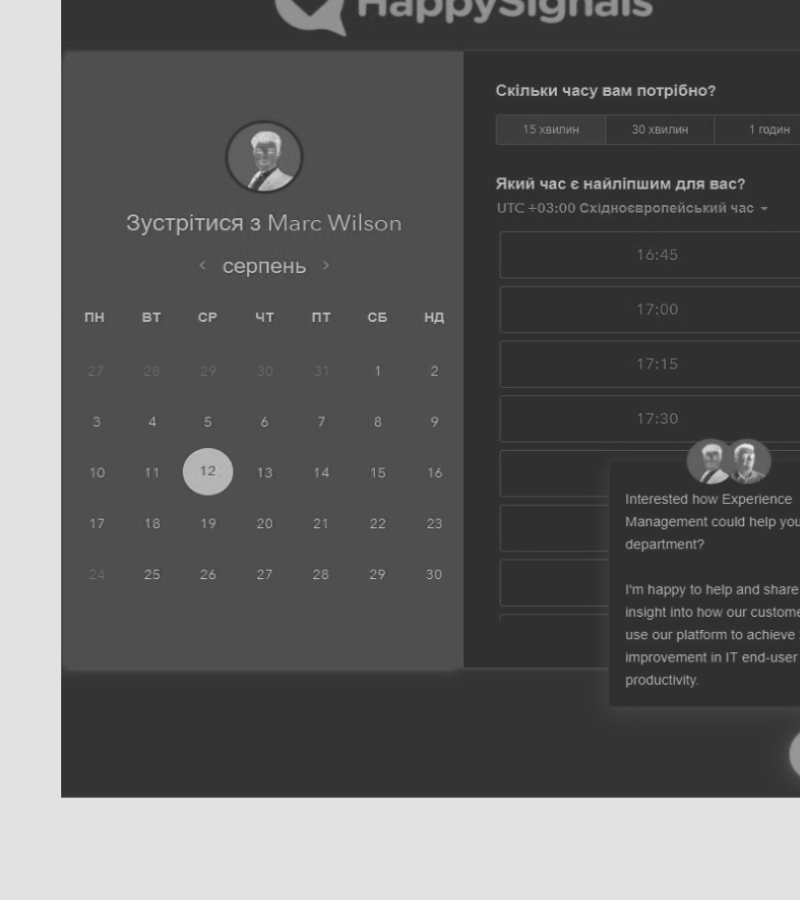 HappySignals
Зустрітися з Marc Wilson
‹ серпень ›
ПН ВТ СР ЧТ ПТ СБ НД
27 28 29 30 31 1 2
3 4 5 6 7 8 9
10 11 12 13 14 15 16
17 18 19 20 21 22 23
24 25 26 27 28 29 30
Скільки часу вам потрібно?
15 хвилин 30 хвилин 1 годин
Який час є найліпшим для вас?
UTC +03:00 Східноєвропейський час
16:45
17:00
17:15
17:30
Interested how Experience
Management could help you
department?
I'm happy to help and share
insight into how our custome
use our platform to achieve
improvement in IT end-user
productivity.